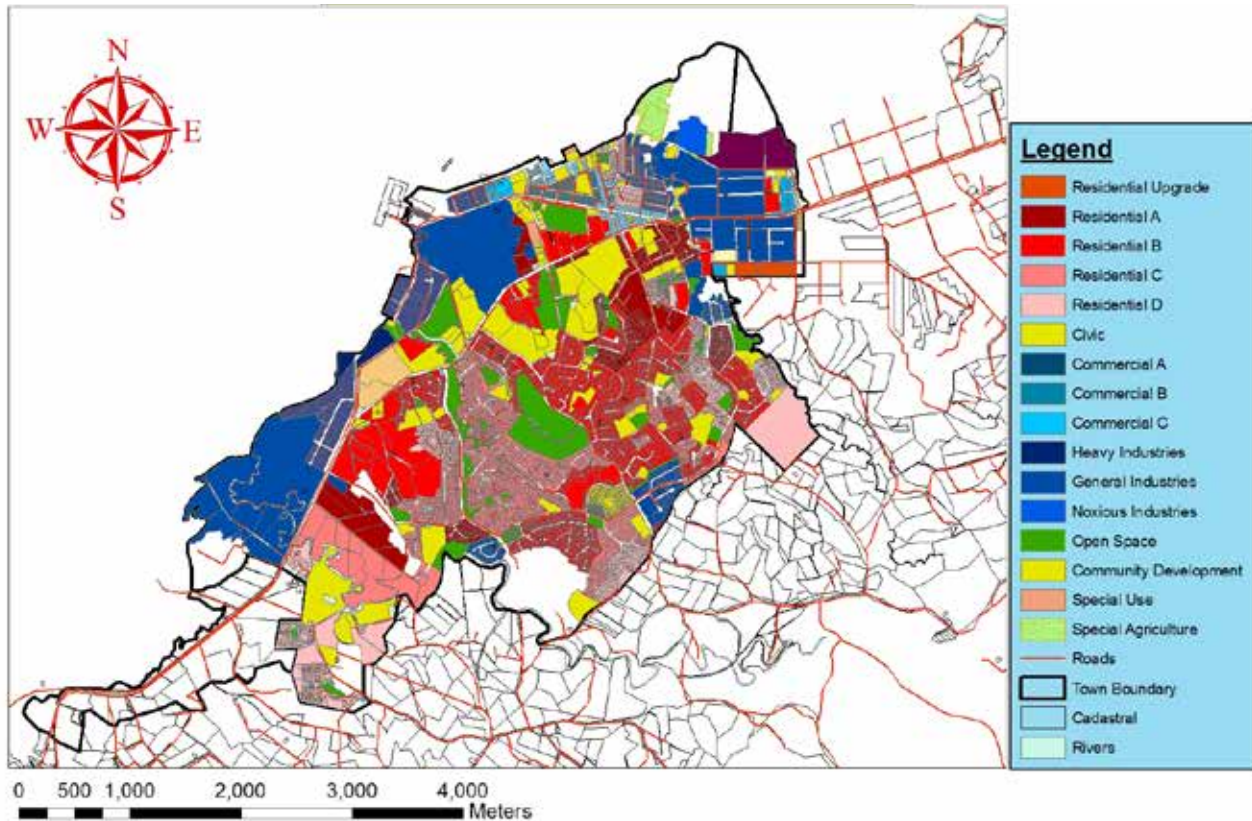 N
W E
S
Legend
Residential Upgrade
Residential A
Residential B
Residential C
Residential D
Civic
Commercial A
Commercial B
Commercial C
Heavy Industries
General Industries
Noxious Industries
Open Space
Community Development
Special Use
Special Agriculture
Roads
Town Boundary
Cadastral
Rivers
0 500 1,000 2,000 3,000 4,000
Meters